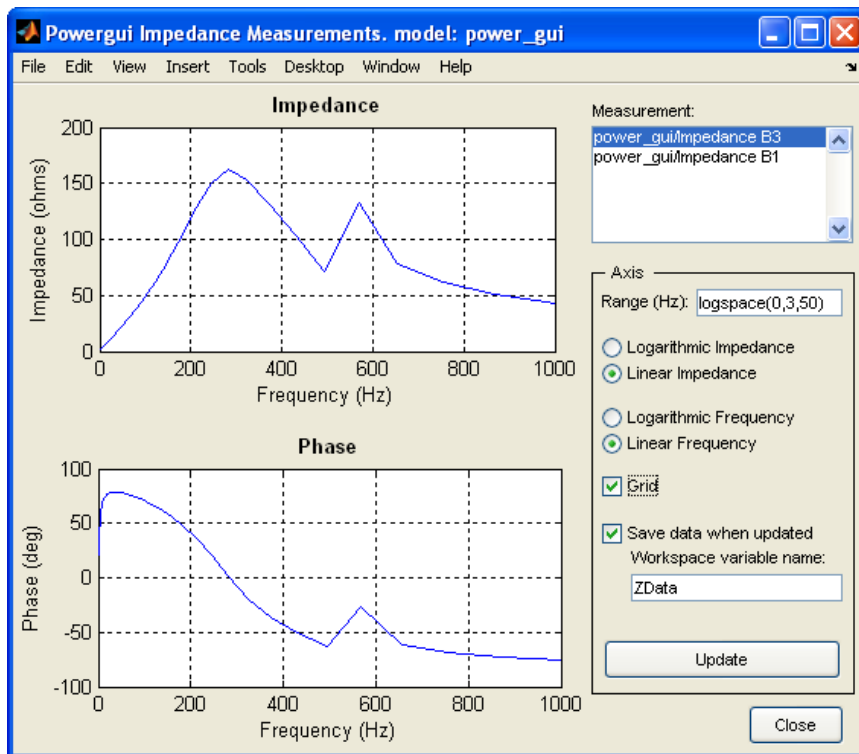 Powergui Impedance Measurements. model: power_gui
File Edit View Insert Tools Desktop Window Help
Impedance
200
150
100
50
0
Impedance (ohms)
0 200 400 600 800 1000
Frequency (Hz)
Phase
100
50
0
-50
-100
Phase (deg)
0 200 400 600 800 1000
Frequency (Hz)
Measurement:
power_gui/Impedance B3
power_gui/Impedance B1
Axis
Range (Hz): logspace(0,3,50)
Logarithmic Impedance
Linear Impedance
Logarithmic Frequency
Linear Frequency
Grid
Save data when updated
Workspace variable name:
ZData
Update
Close